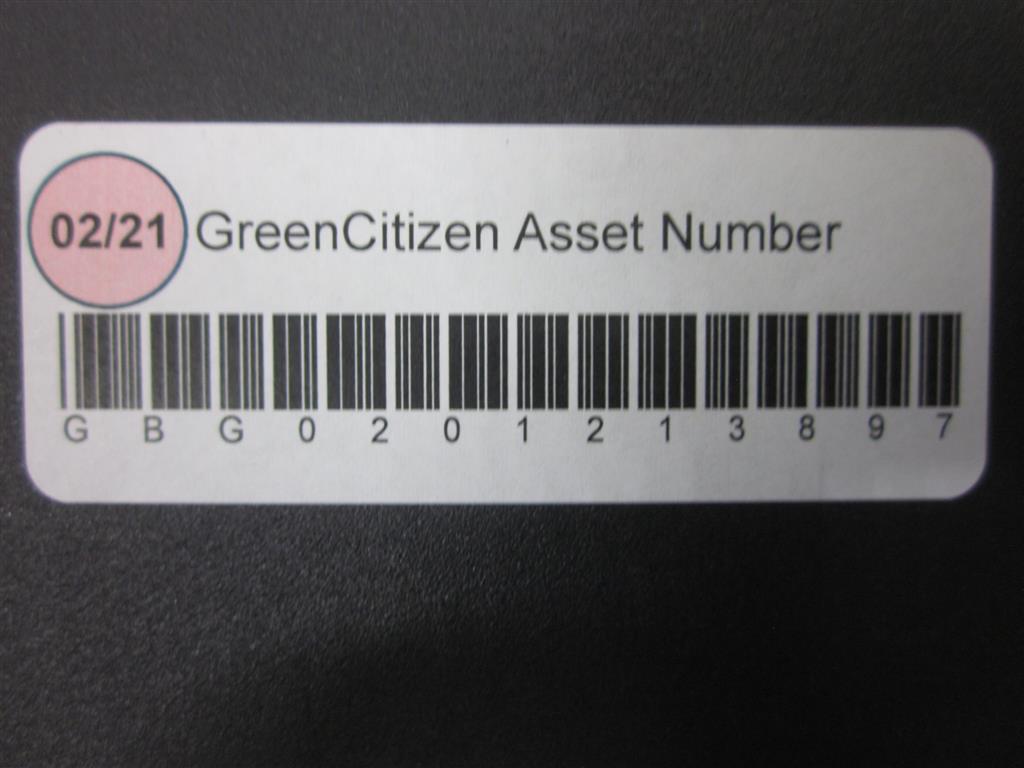 02/21 GreenCitizen Asset Number
G B G 0 2 0 1 2 1 3 8 9 7